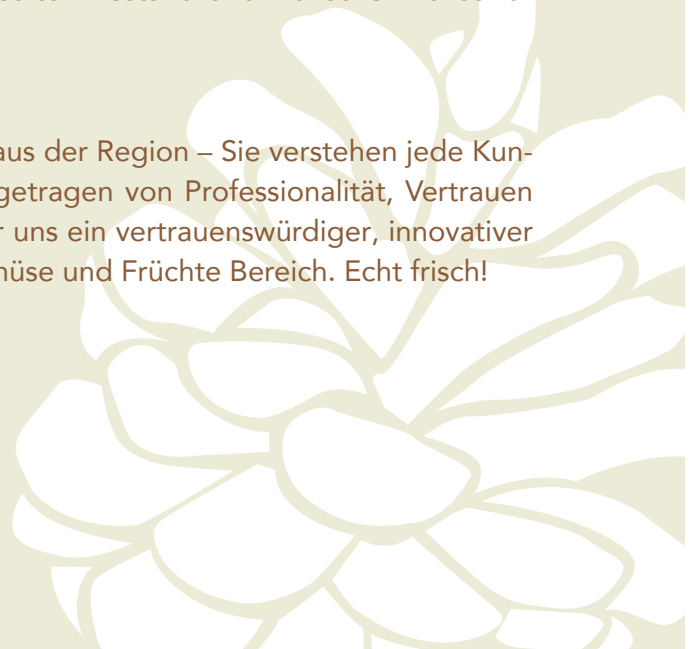 aus der Region – Sie verstehen jede Kun-
getragen von Professionalität, Vertrauen
uns ein vertrauenswürdiger, innovativer
und Früchte Bereich. Echt frisch!